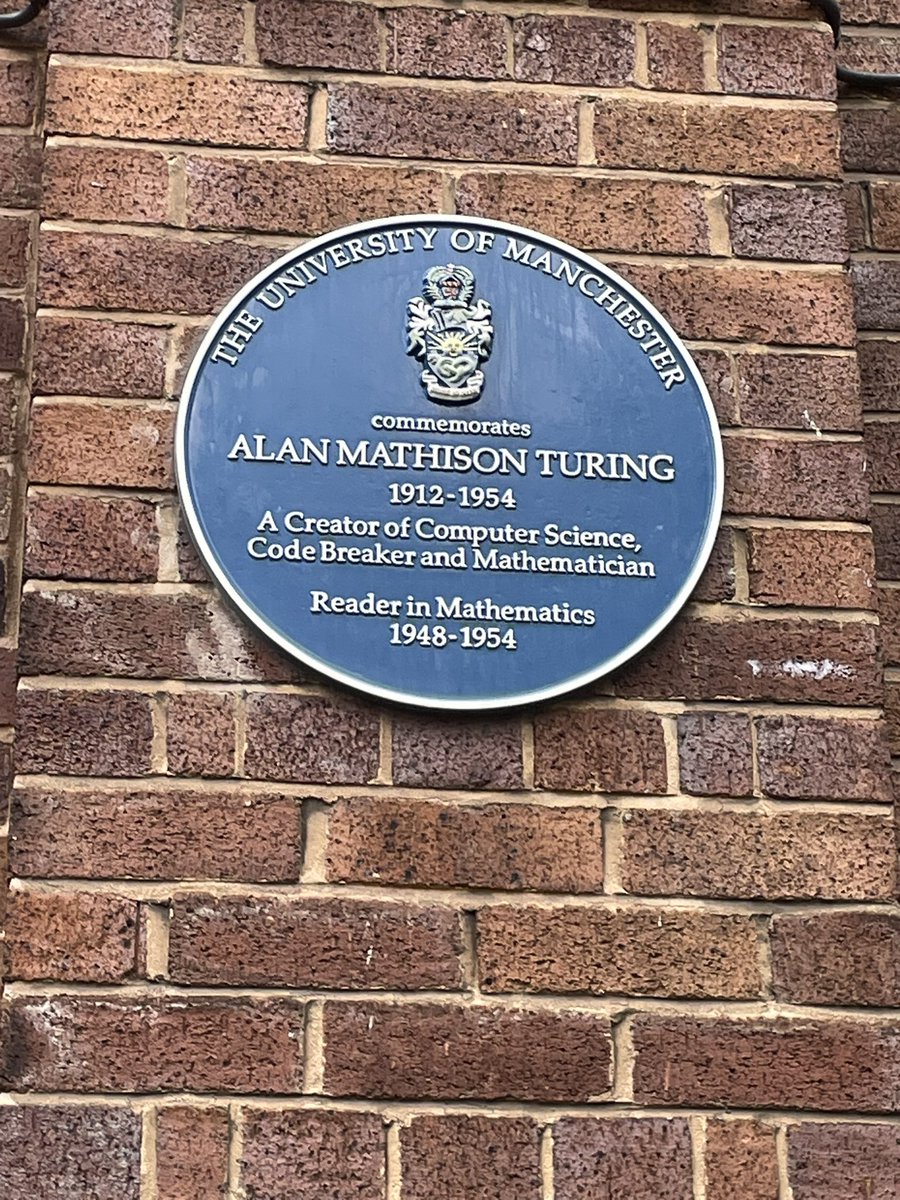 THE UNIVERSITY OF MANCHESTER
commemorates
ALAN MATHISON TURING
1912-1954
A Creator of Computer Science,
Code Breaker and Mathematician
Reader in Mathematics
1948-1954